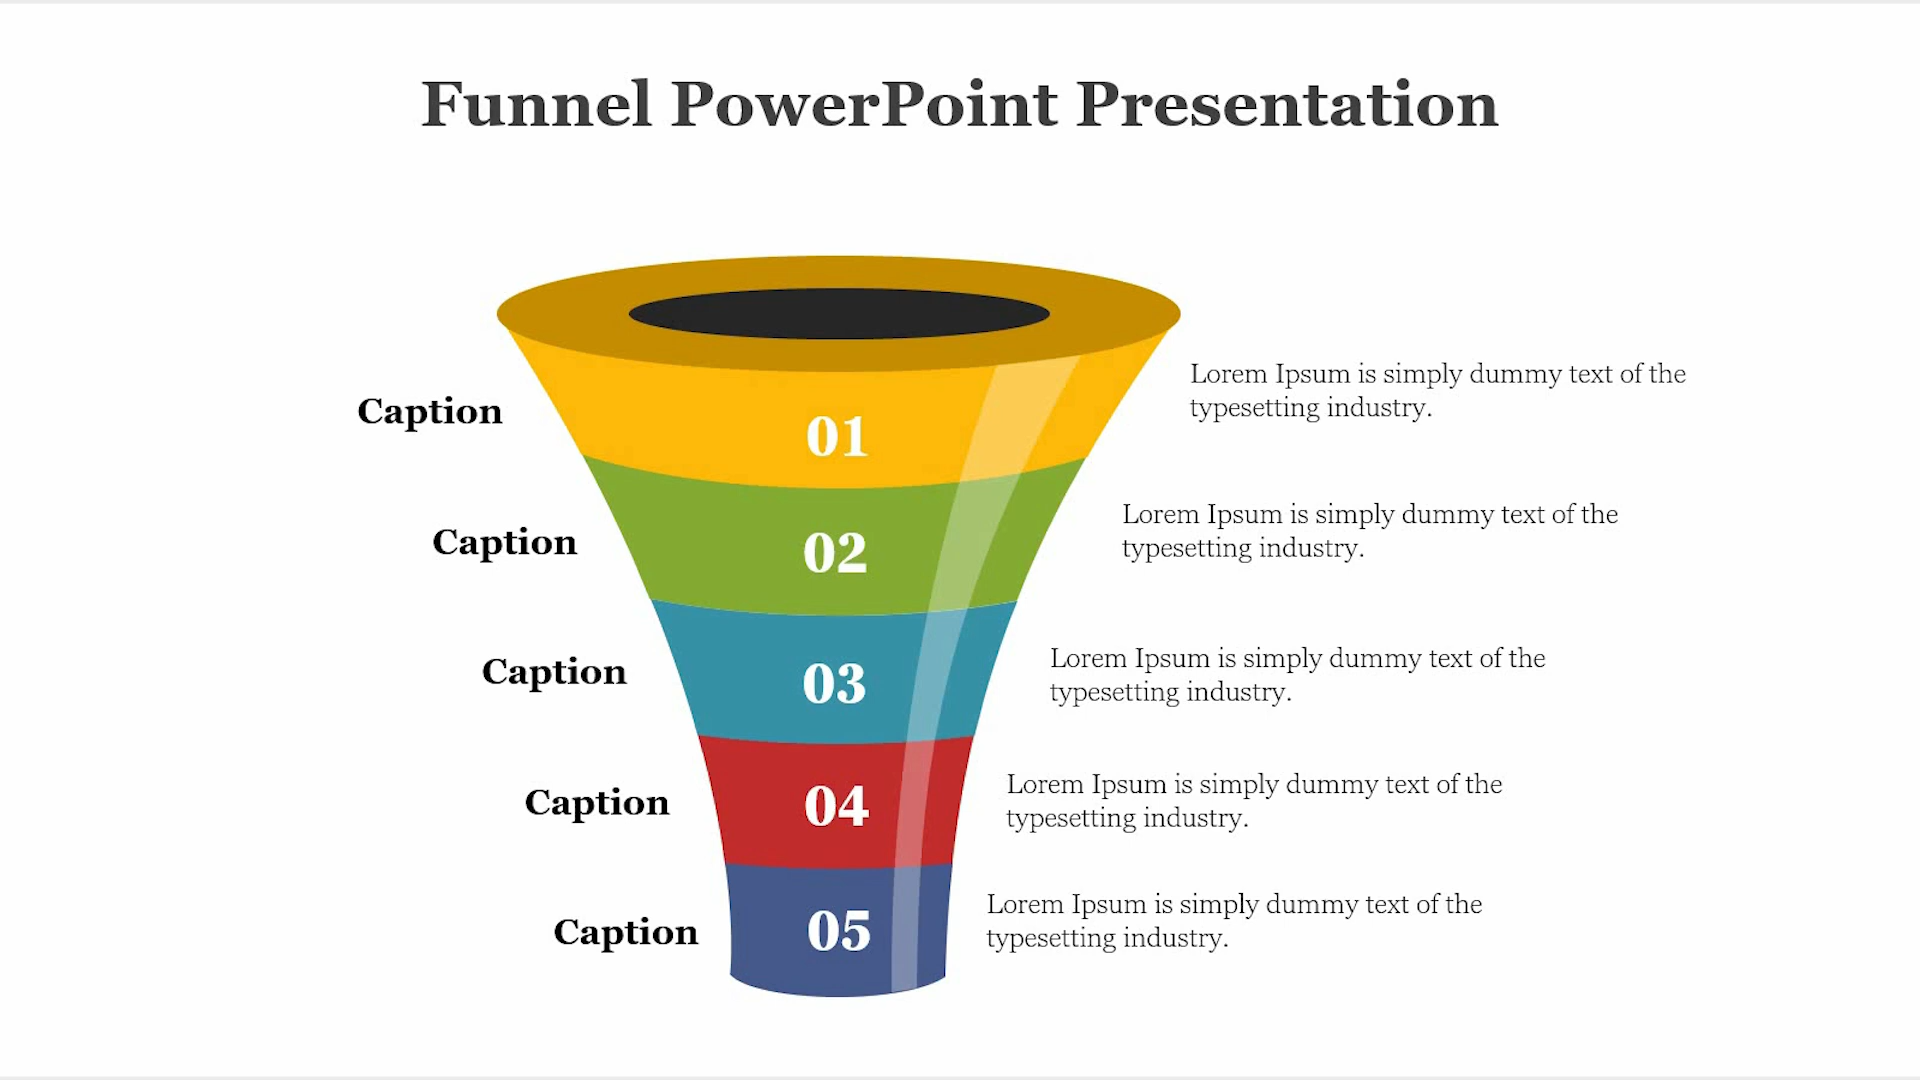 Funnel PowerPoint Presentation
Caption
01
Lorem Ipsum is simply dummy text of the
typesetting industry.
Caption
02
Lorem Ipsum is simply dummy text of the
typesetting industry.
Caption
03
Lorem Ipsum is simply dummy text of the
typesetting industry.
Caption
04
Lorem Ipsum is simply dummy text of the
typesetting industry.
Caption
05
Lorem Ipsum is simply dummy text of the
typesetting industry.